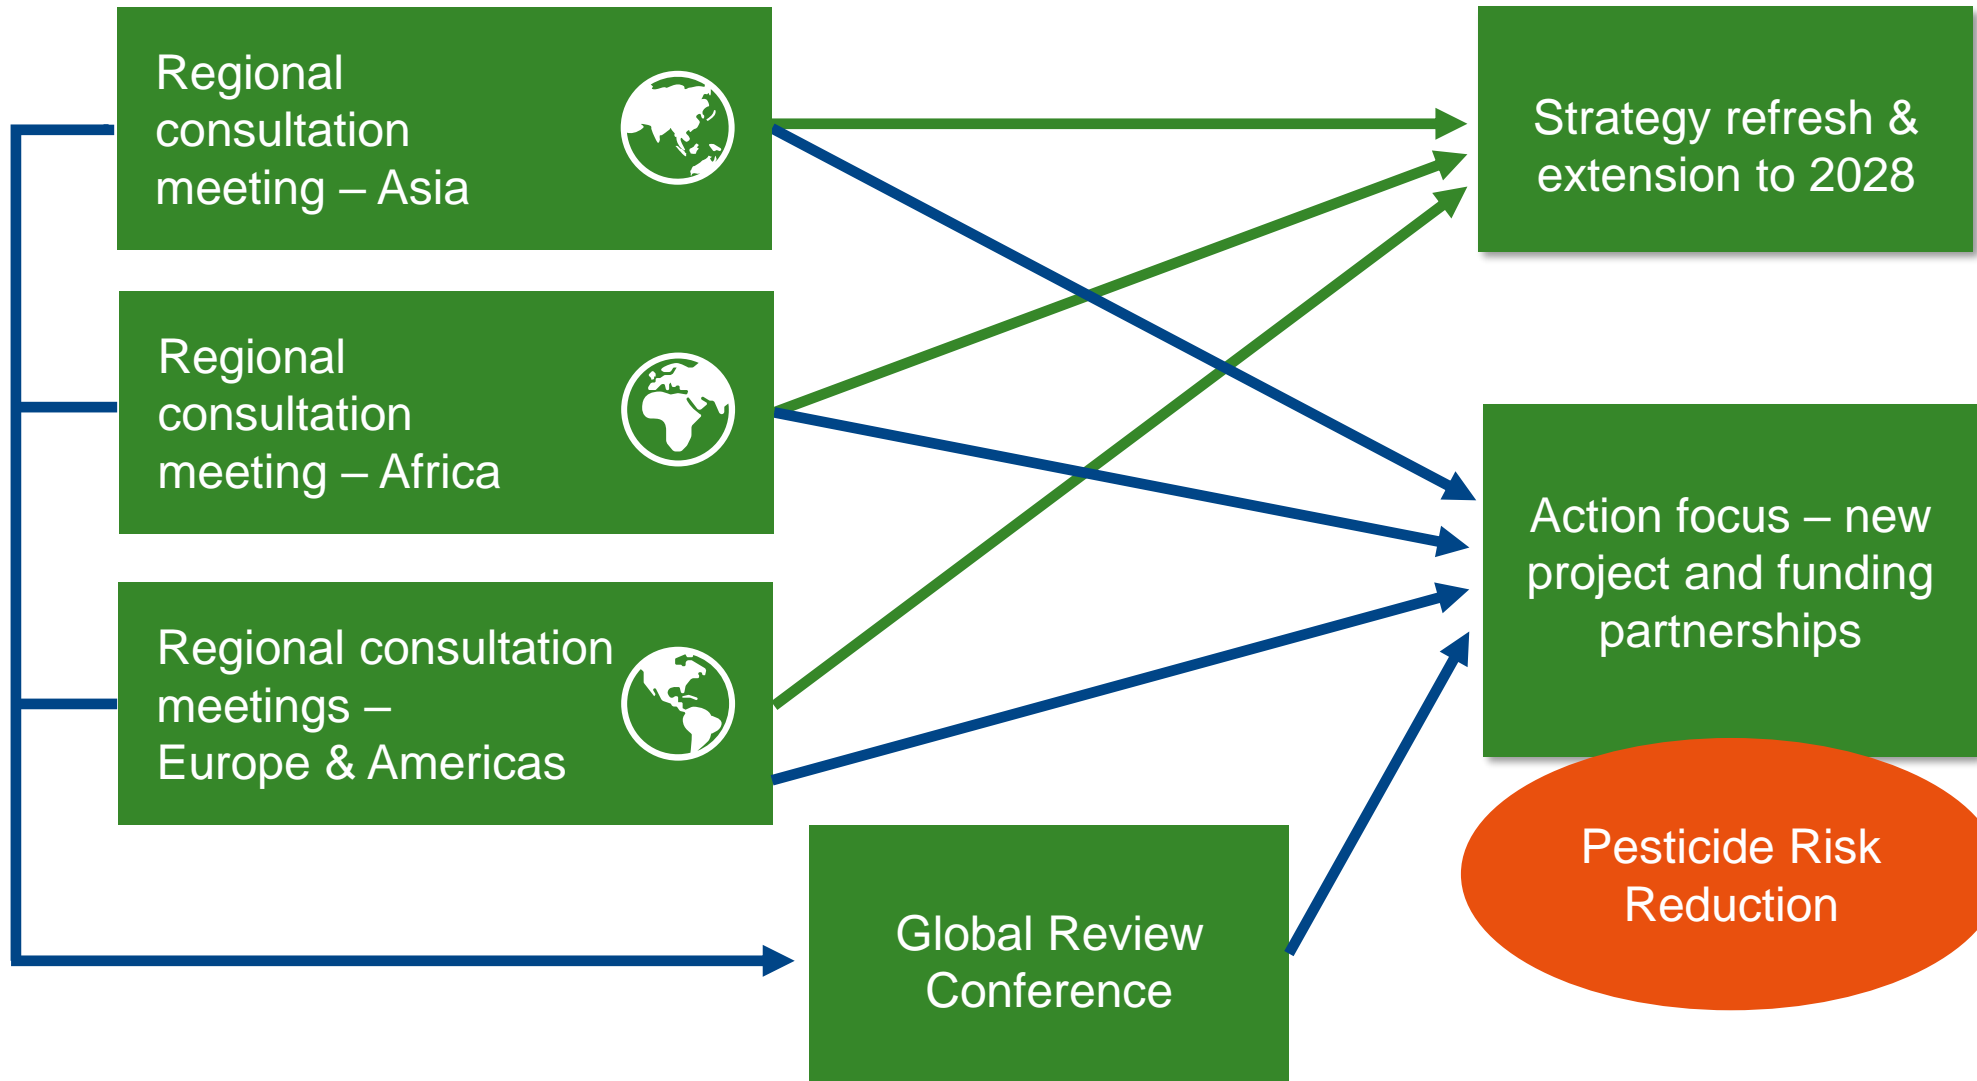 Regional
consultation
meeting – Asia
Strategy refresh &
extension to 2028
Regional
consultation
meeting – Africa
Action focus – new
project and funding
partnerships
Regional consultation
meetings –
Europe & Americas
Pesticide Risk
Reduction
Global Review
Conference